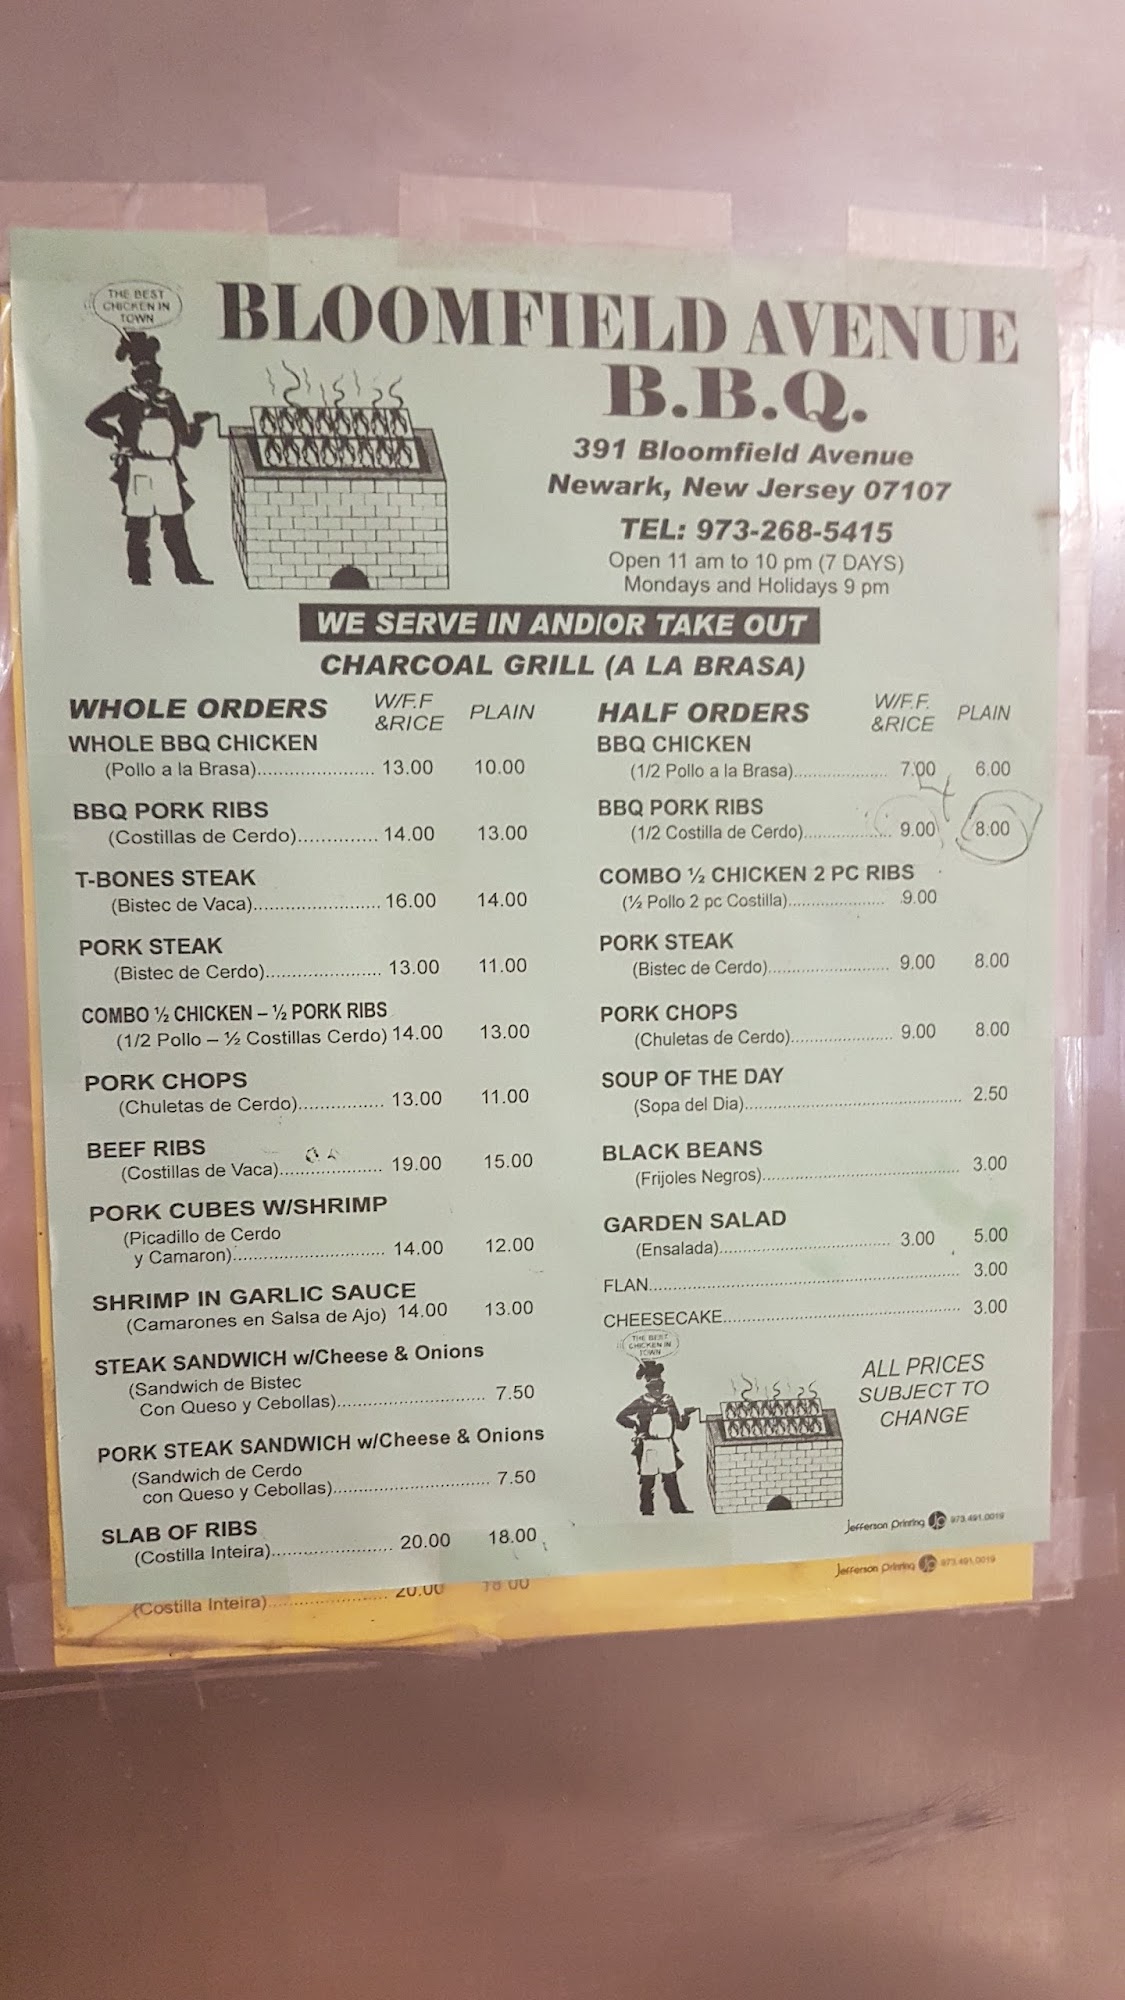 THE BEST
CHICKEN IN
TOWN
BLOOMFIELD AVENUE
B.B.Q.
391 Bloomfield Avenue
Newark, New Jersey 07107
TEL: 973-268-5415
Open 11 am to 10 pm (7 DAYS)
Mondays and Holidays 9 pm
WE SERVE IN AND/OR TAKE OUT
CHARCOAL GRILL (A LA BRASA)
WHOLE ORDERS W/F.F &RICE PLAIN
WHOLE BBQ CHICKEN
(Pollo a la Brasa)...................... 13.00 10.00
BBQ PORK RIBS
(Costillas de Cerdo)............... 14.00 13.00
T-BONES STEAK
(Bistec de Vaca)........................ 16.00 14.00
PORK STEAK
(Bistec de Cerdo)...................... 13.00 11.00
COMBO ½ CHICKEN – ½ PORK RIBS
(1/2 Pollo – ½ Costillas Cerdo) 14.00 13.00
PORK CHOPS
(Chuletas de Cerdo)................ 13.00 11.00
BEEF RIBS
(Costillas de Vaca).................... 19.00 15.00
PORK CUBES W/SHRIMP
(Picadillo de Cerdo
y Camaron)............................. 14.00 12.00
SHRIMP IN GARLIC SAUCE
(Camarones en Salsa de Ajo) 14.00 13.00
STEAK SANDWICH w/Cheese & Onions
(Sandwich de Bistec
Con Queso y Cebollas)............................ 7.50
PORK STEAK SANDWICH w/Cheese & Onions
(Sandwich de Cerdo
con Queso y Cebollas)............................. 7.50
SLAB OF RIBS
(Costilla Inteira)....................... 20.00 18.00
HALF ORDERS W/F.F. &RICE PLAIN
BBQ CHICKEN
(1/2 Pollo a la Brasa).................. 7.00 6.00
BBQ PORK RIBS
(1/2 Costilla de Cerdo)................. 9.00 8.00
COMBO ½ CHICKEN 2 PC RIBS
(½ Pollo 2 pc Costilla)................... 9.00
PORK STEAK
(Bistec de Cerdo)........................ 9.00 8.00
PORK CHOPS
(Chuletas de Cerdo).................... 9.00 8.00
SOUP OF THE DAY
(Sopa del Dia)........................................... 2.50
BLACK BEANS
(Frijoles Negros)....................................... 3.00
GARDEN SALAD
(Ensalada).................................. 3.00 5.00
FLAN............................................................. 3.00
CHEESECAKE............................................... 3.00
THE BEST
CHICKEN IN
TOWN
ALL PRICES
SUBJECT TO
CHANGE
Jefferson Printing JP 973.491.0019
Jefferson Printing JP 973.491.0019
(Costilla Inteira)....................... 20.00 18.00